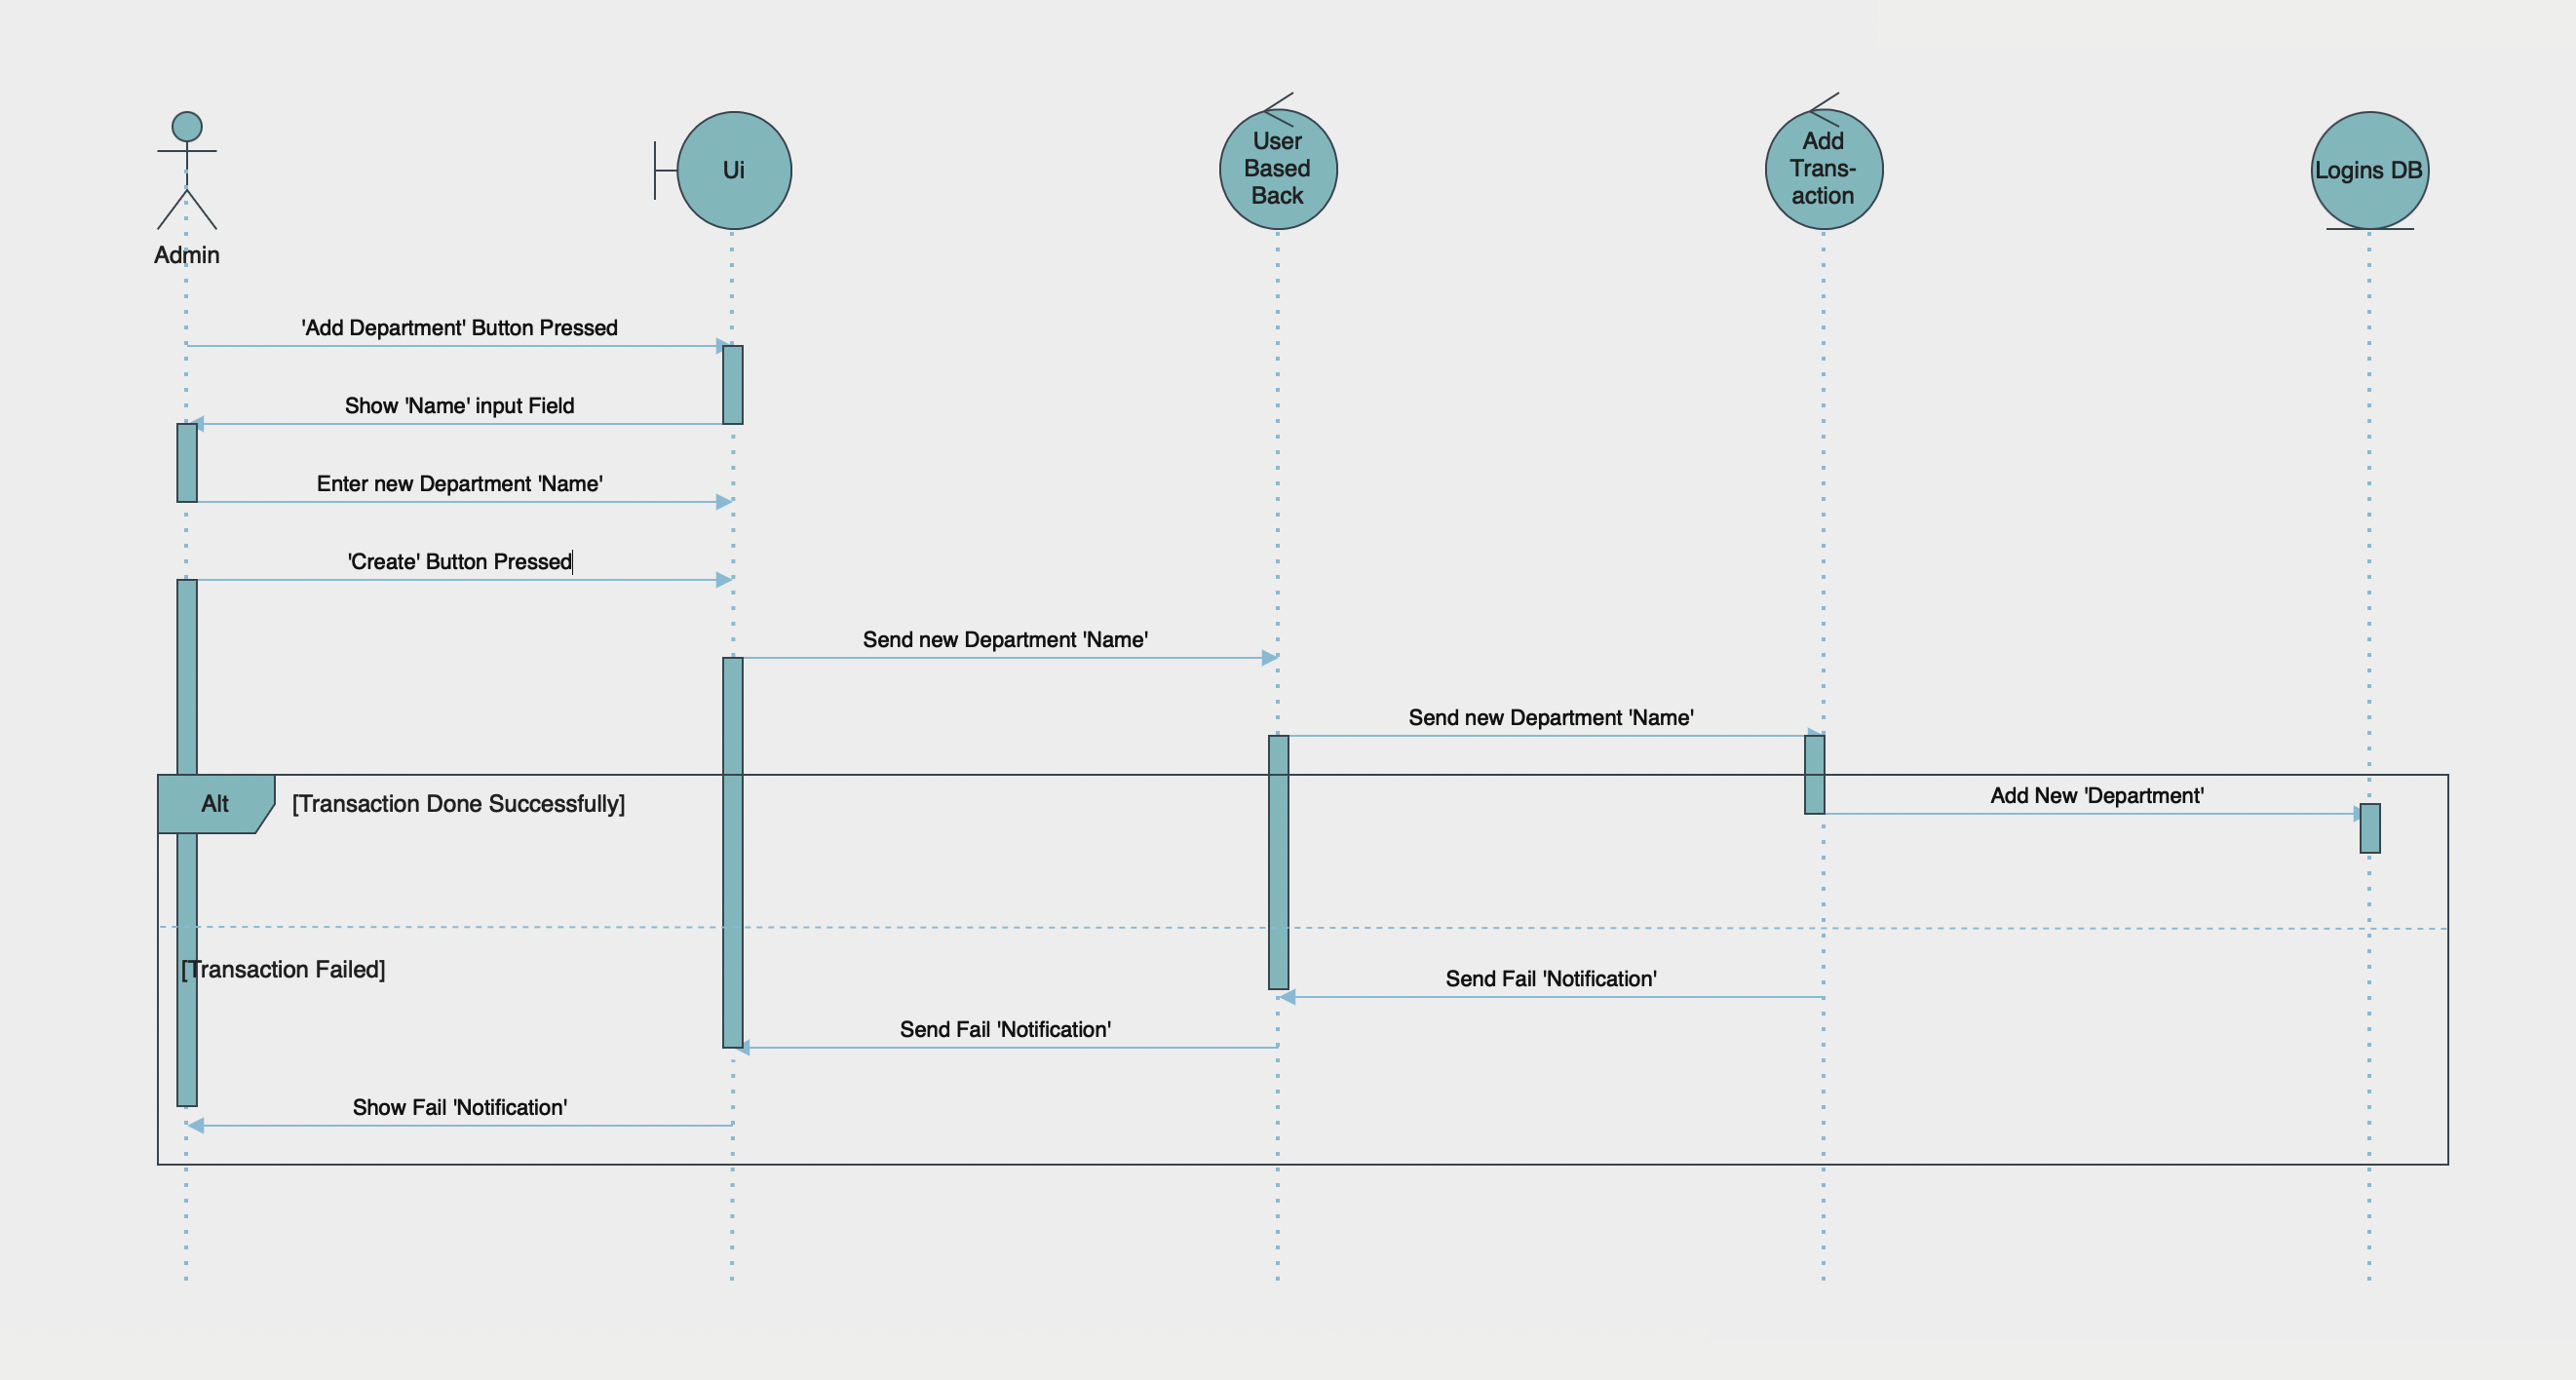 Admin
Ui
User
Based
Back
Add
Trans-
action
Logins DB
'Add Department' Button Pressed
Show 'Name' input Field
Enter new Department 'Name'
'Create' Button Pressed
Send new Department 'Name'
Send new Department 'Name'
Alt
[Transaction Done Successfully]
Add New 'Department'
[Transaction Failed]
Send Fail 'Notification'
Send Fail 'Notification'
Show Fail 'Notification'